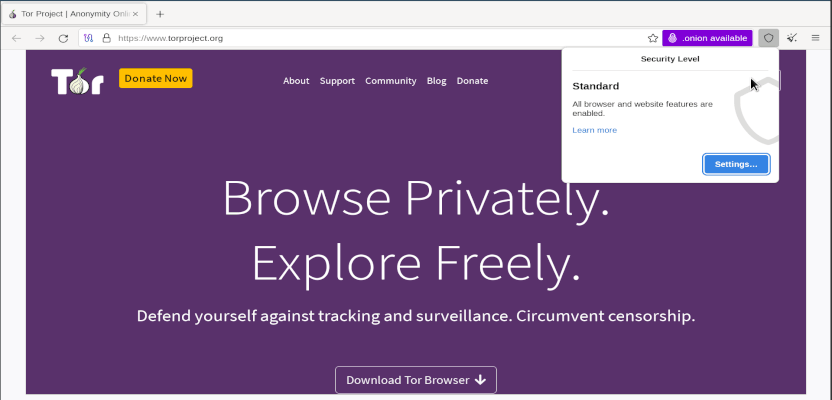 Tor Project | Anonymity Onli
https://www.torproject.org
.onion available
Security Level
Standard
All browser and website features are
enabled.
Learn more
Settings...
Tor
Donate Now
About Support Community Blog Donate
Browse Privately.
Explore Freely.
Defend yourself against tracking and surveillance. Circumvent censorship.
Download Tor Browser